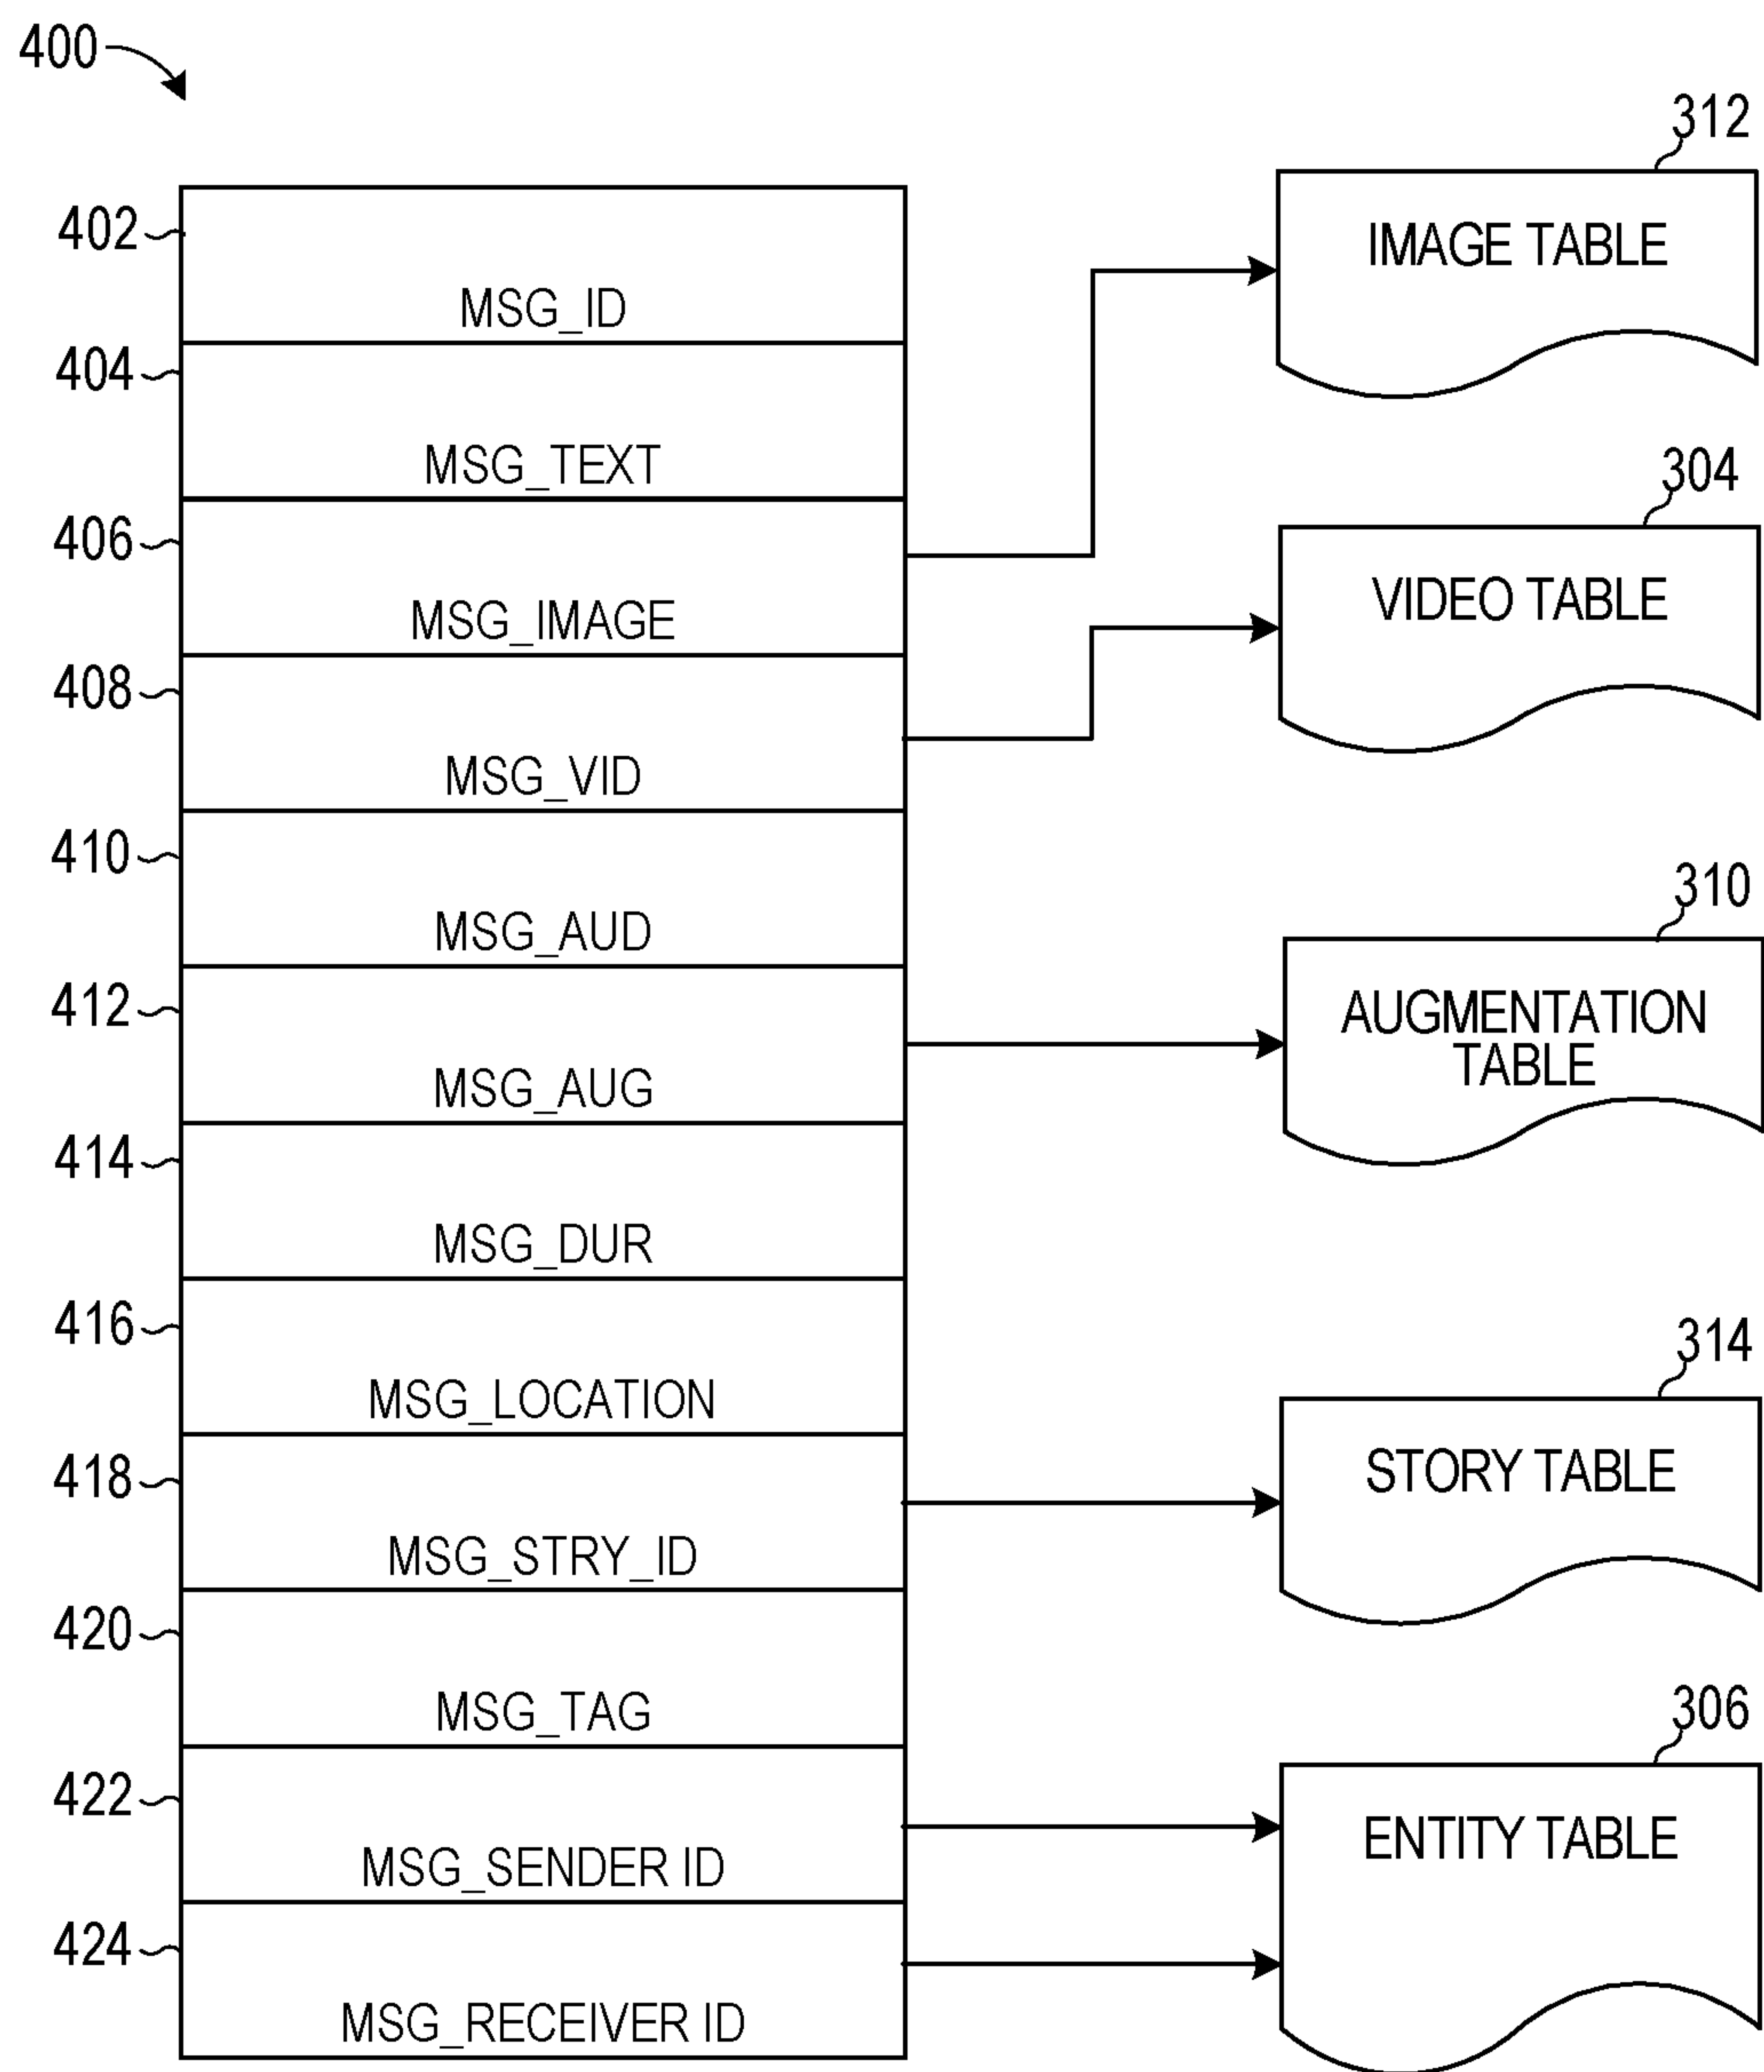 400
402
MSG_ID
404
MSG_TEXT
406
MSG_IMAGE
408
MSG_VID
410
MSG_AUD
412
MSG_AUG
414
MSG_DUR
416
MSG_LOCATION
418
MSG_STRY_ID
420
MSG_TAG
422
MSG_SENDER ID
424
MSG_RECEIVER ID
312
IMAGE TABLE
304
VIDEO TABLE
310
AUGMENTATION
TABLE
314
STORY TABLE
306
ENTITY TABLE